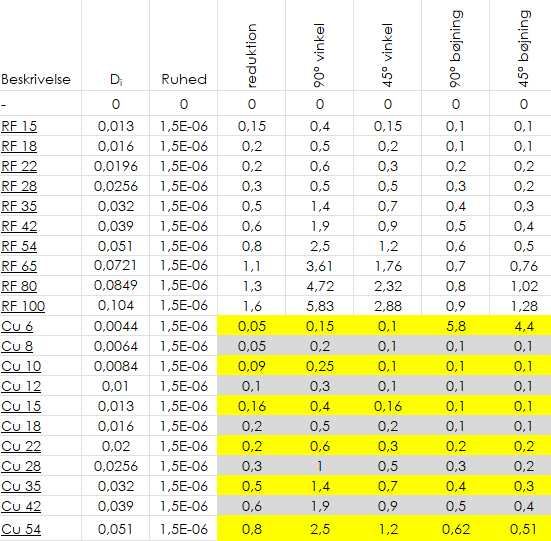 Beskrivelse Di Ruhed reduktion 90° vinkel 45° vinkel 90° bøjning 45° bøjning
- 0 0 0 0 0 0 0
RF 15 0,013 1,5E-06 0,15 0,4 0,15 0,1 0,1
RF 18 0,016 1,5E-06 0,2 0,5 0,2 0,1 0,1
RF 22 0,0196 1,5E-06 0,2 0,6 0,3 0,2 0,2
RF 28 0,0256 1,5E-06 0,3 0,5 0,5 0,3 0,2
RF 35 0,032 1,5E-06 0,5 1,4 0,7 0,4 0,3
RF 42 0,039 1,5E-06 0,6 1,9 0,9 0,5 0,4
RF 54 0,051 1,5E-06 0,8 2,5 1,2 0,6 0,5
RF 65 0,0721 1,5E-06 1,1 3,61 1,76 0,7 0,76
RF 80 0,0849 1,5E-06 1,3 4,72 2,32 0,8 1,02
RF 100 0,104 1,5E-06 1,6 5,83 2,88 0,9 1,28
Cu 6 0,0044 1,5E-06 0,05 0,15 0,1 5,8 4,4
Cu 8 0,0064 1,5E-06 0,05 0,2 0,1 0,1 0,1
Cu 10 0,0084 1,5E-06 0,09 0,25 0,1 0,1 0,1
Cu 12 0,01 1,5E-06 0,1 0,3 0,1 0,1 0,1
Cu 15 0,013 1,5E-06 0,16 0,4 0,16 0,1 0,1
Cu 18 0,016 1,5E-06 0,2 0,5 0,2 0,1 0,1
Cu 22 0,02 1,5E-06 0,2 0,6 0,3 0,2 0,2
Cu 28 0,0256 1,5E-06 0,3 1 0,5 0,3 0,2
Cu 35 0,032 1,5E-06 0,5 1,4 0,7 0,4 0,3
Cu 42 0,039 1,5E-06 0,6 1,9 0,9 0,5 0,4
Cu 54 0,051 1,5E-06 0,8 2,5 1,2 0,62 0,51